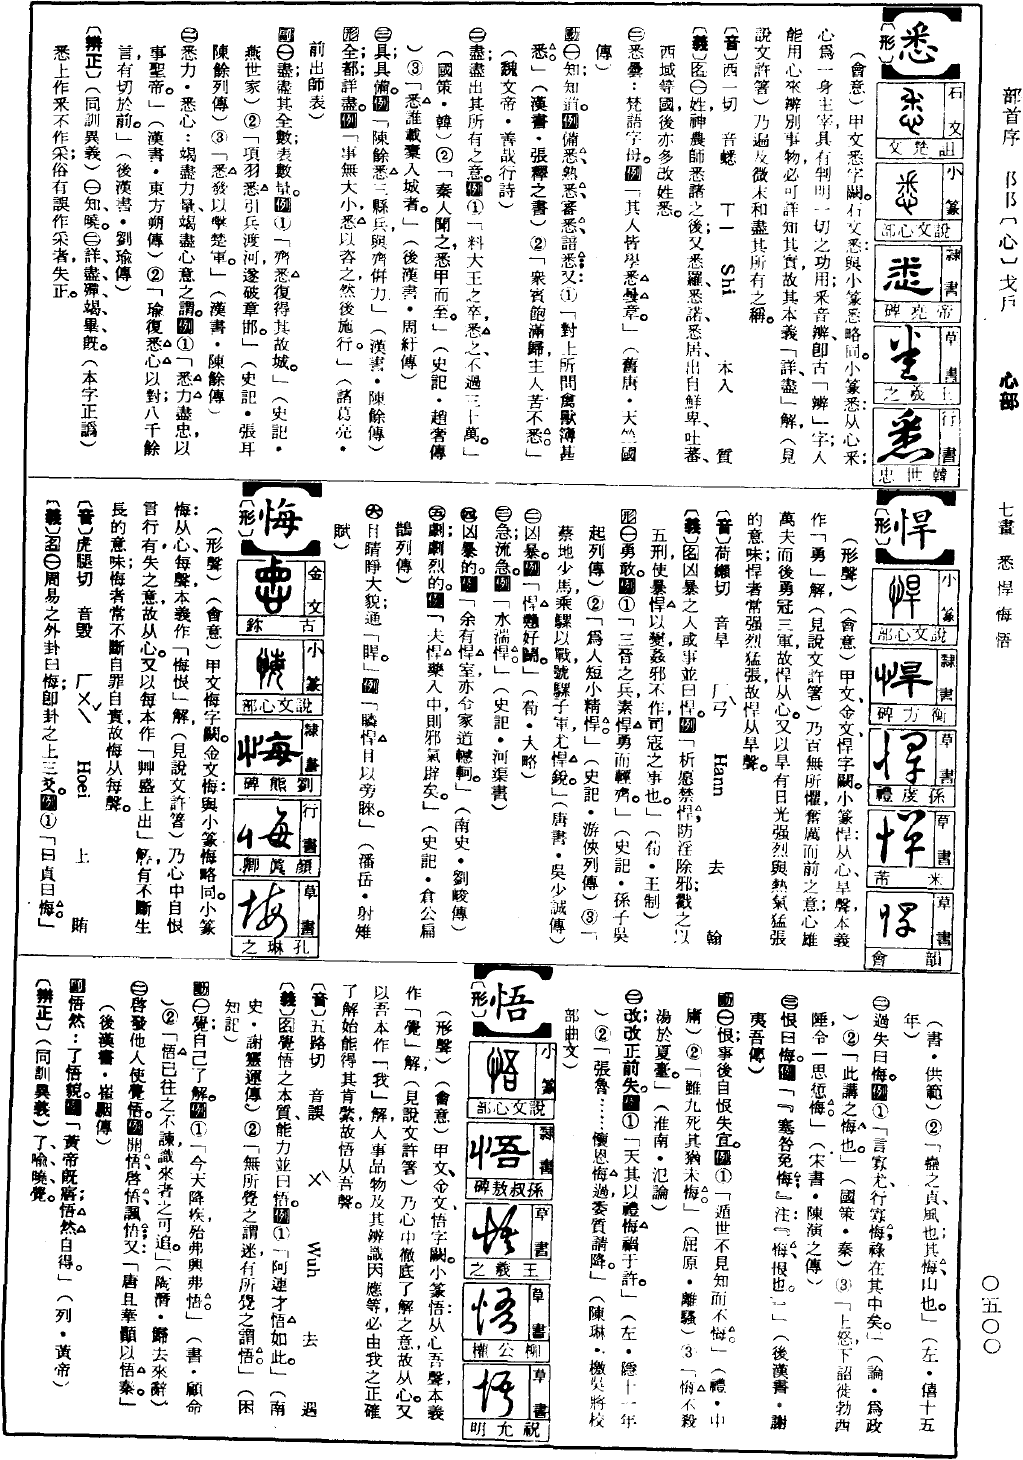 部首序 阝阝〔心〕戈戶
心部
七畫 悉悍悔悟
〇五〇〇
悉
〔形〕
石文
詛楚文
小篆
說文心部
隸書
帝堯碑
草書
王羲之
行書
韓世忠
（會意）甲文悉字闕。石文悉與小篆悉略同。小篆悉：从心釆；
心爲一身主宰，具有判明一切之功用；釆音辨，卽古「辨」字；人
能用心來辨別事物，必可詳知其實；故其本義「詳盡」解（見
說文許箸）乃遍及微末和盡其所有之稱。
〔音〕西一切 音蟋 ㄒㄧ Shi 本入 質
〔義〕名㊀姓，神農師悉諸之後；又悉羅、悉諾、悉居，出自鮮卑、吐蕃、
西域等國，後亦多改姓悉。
㊁悉曇：梵語字母。例「其人皆學悉曇章。」（舊唐・天竺國
傳）
動㊀知；知道。例備悉、熟悉、審悉、諳悉；又：①「對上所問禽獸簿甚
悉。」（漢書・張釋之書）②「衆賓飽滿歸，主人苦不悉。」
（魏文帝・善哉行詩）
㊁盡；盡出其所有之意。例①「料大王之卒，悉之不過三十萬。」
（國策・韓）②「秦人聞之，悉甲而至。」（史記・趙奢傳
）③「悉誰載棄入城者。」（後漢書・周紆傳）
㊂具；具備。例「陳餘悉三縣兵與齊倂力。」（漢書・陳餘傳）
形全都；詳盡。例「事無大小，悉以咨之，然後施行。」（諸葛亮・
前出師表）
副㊀盡；盡其全數；表數量。例①「齊悉復得其故城。」（史記・
燕世家）②「項羽悉引兵渡河，遂破章邯。」（史記・張耳
陳餘列傳）③「悉發以擊楚軍。」（漢書・陳餘傳）
㊁悉力、悉心：竭盡力量、竭盡心意之謂。例①「悉力盡忠，以
事聖帝。」（漢書・東方朔傳）②「瑜復悉心以對，八千餘
言，有切於前。」（後漢書・劉瑜傳）
〔辨正〕（同訓異義）㊀知、曉。㊁詳、盡、殫、竭、畢、旣。（本字正譌）
悉上作釆不作采，俗有誤作采者，失正。
悍
〔形〕
小篆
說文心部
隸書
衡方碑
草書
孫虔禮
草書
米芾
草書
韻會
（形聲）（會意）甲文、金文悍字闕。小篆悍：从心，旱聲，本義
作「勇」解（見說文許箸）乃百無所懼奮厲而前之意；心雄
萬夫而後勇冠三軍，故悍从心。又以旱有日光强烈與熱氣猛張
的意味；悍者常强烈猛張，故悍从旱聲。
〔音〕荷嬾切 音旱 ㄏㄢˋ Hann 去 翰
〔義〕名凶暴之人或事並曰悍。例「析愿禁悍，防淫除邪，戮之以
五刑，使暴悍以變，姦邪不作，司寇之事也。」（荀・王制）
形㊀勇；敢。例①「三晉之兵，素悍勇而輕齊。」（史記・孫子吳
起列傳）②「爲人短小精悍。」（史記・游俠列傳）③「
蔡地少馬，乘騾以戰，號騾子軍，尤悍銳。」（唐書・吳少誠傳）
㊁凶；暴。例「悍戇好鬭。」（荀・大略）
㊂急；流急。例「水湍悍。」（史記・河渠書）
㊃凶暴的。例「余有悍室，亦令家道轗軻。」（南史・劉峻傳）
㊄劇；劇烈的。例「夫悍藥入中，則邪氣辟矣。」（史記・倉公扁
鵲列傳）
㊅目睛睜大貌；通「睅」。例「瞵悍目以旁睞。」（潘岳・射雉
賦）
悔
〔形〕
金文
古鉨
小篆
說文心部
隸書
劉熊碑
行書
顏眞卿
草書
孔琳之
（形聲）（會意）甲文悔字闕。金文悔與小篆悔略同。小篆
悔：从心，每聲，本義作「悔恨」解（見說文許箸）乃心中自恨
言行有失之意，故从心。又以每本作「艸盛上出」解，有不斷生
長的意味；悔者常不斷自罪自責，故悔从每聲。
〔音〕虎腿切 音毀 ㄏㄨㄟˇ Hoei 上 賄
〔義〕名㊀周易之外卦曰悔；卽卦之上三爻。例①「曰貞曰悔。」
（書・供範）②「蠱之貞，風也；其悔，山也。」（左・僖十五
年）
㊁過失曰悔。例①「言寡尤，行寡悔，祿在其中矣。」（論・爲政
）②「此講之悔也。」（國策・秦）③「上怒，下詔徙勃西
陲，令一思愆悔。」（宋書・陳演之傳）
㊂恨曰悔。例「『塞咎免悔』注：『悔，恨也。』」（後漢書・謝
夷吾傳）
動㊀恨；事後自恨失宜。例①「遁世不見知而不悔。」（禮・中
庸）②「雖九死其猶未悔。」（屈原・離騷）③「悄不殺
湯於夏臺。」（淮南・氾論）
㊁改；改正前失。例①「天其以禮悔禍于許。」（左・隱十一年
）②「張魯……懷恩悔過，委質請降。」（陳琳・檄吳將校
部曲文）
悟
〔形〕
小篆
說文心部
隸書
孫叔敖碑
草書
王羲之
草書
柳公權
草書
祝允明
（形聲）（會意）甲文、金文悟字闕。小篆悟：从心，吾聲，本義
作「覺」解（見說文許箸）乃心中徹底了解之意，故从心。又
以吾本作「我」解，人事品物及其辨識因應等，必由我之正確
了解始能得其肯綮，故悟从吾聲。
〔音〕五路切 音誤 ㄨˋ Wuh 去 遇
〔義〕名覺悟之本質、能力並曰悟。例①「阿連才悟如此。」（南
史・謝靈運傳）②「無所覺之謂迷，有所覺之謂悟。」（困
知記）
動㊀覺；自己了解。例①「今天降疾殆，弗興弗悟。」（書・顧命
）②「悟已往之不諫，識來者之可追。」（陶潛・歸去來辭）
㊁啓發他人使覺悟。例開悟、啓悟、諷悟；又：「唐且華顚以悟秦。」
（後漢書・崔駰傳）
副悟然：了悟貌。例「黃帝旣寤，悟然自得。」（列・黃帝）
〔辨正〕（同訓異義）了、喻、曉、覺。